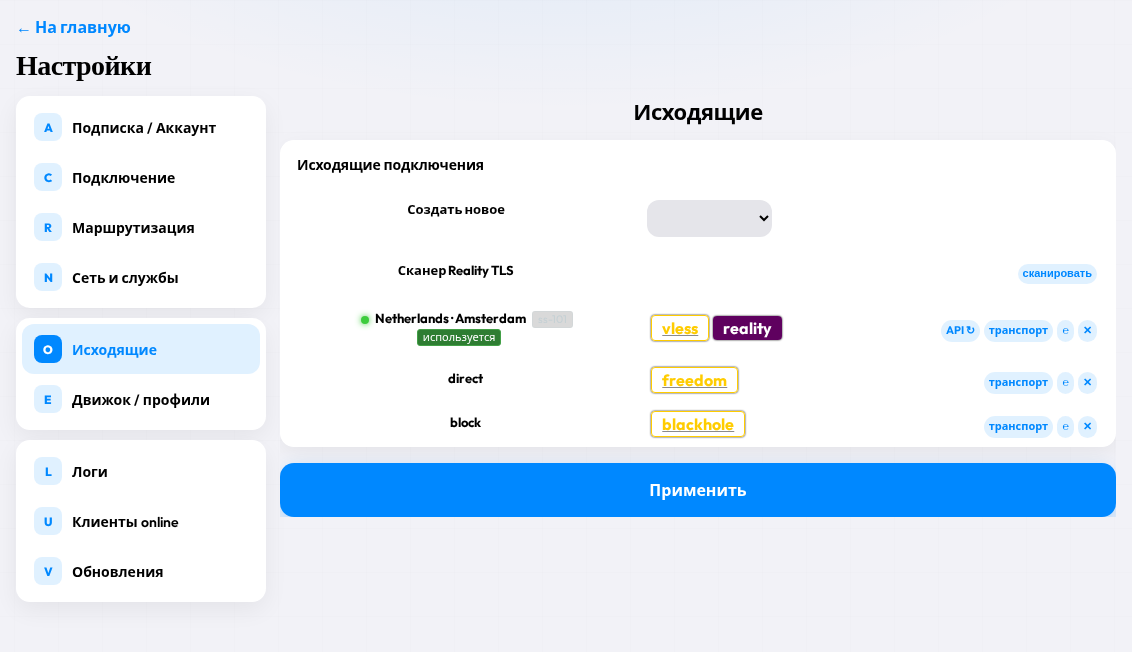 ← На главную
Настройки
A Подписка / Аккаунт
C Подключение
R Маршрутизация
N Сеть и службы
O Исходящие
E Движок / профили
L Логи
U Клиенты online
V Обновления
Исходящие
Исходящие подключения
Создать новое
Сканер Reality TLS сканировать
Netherlands · Amsterdam vless reality API ↻ транспорт e ✕
используется
direct freedom транспорт e ✕
block blackhole транспорт e ✕
Применить